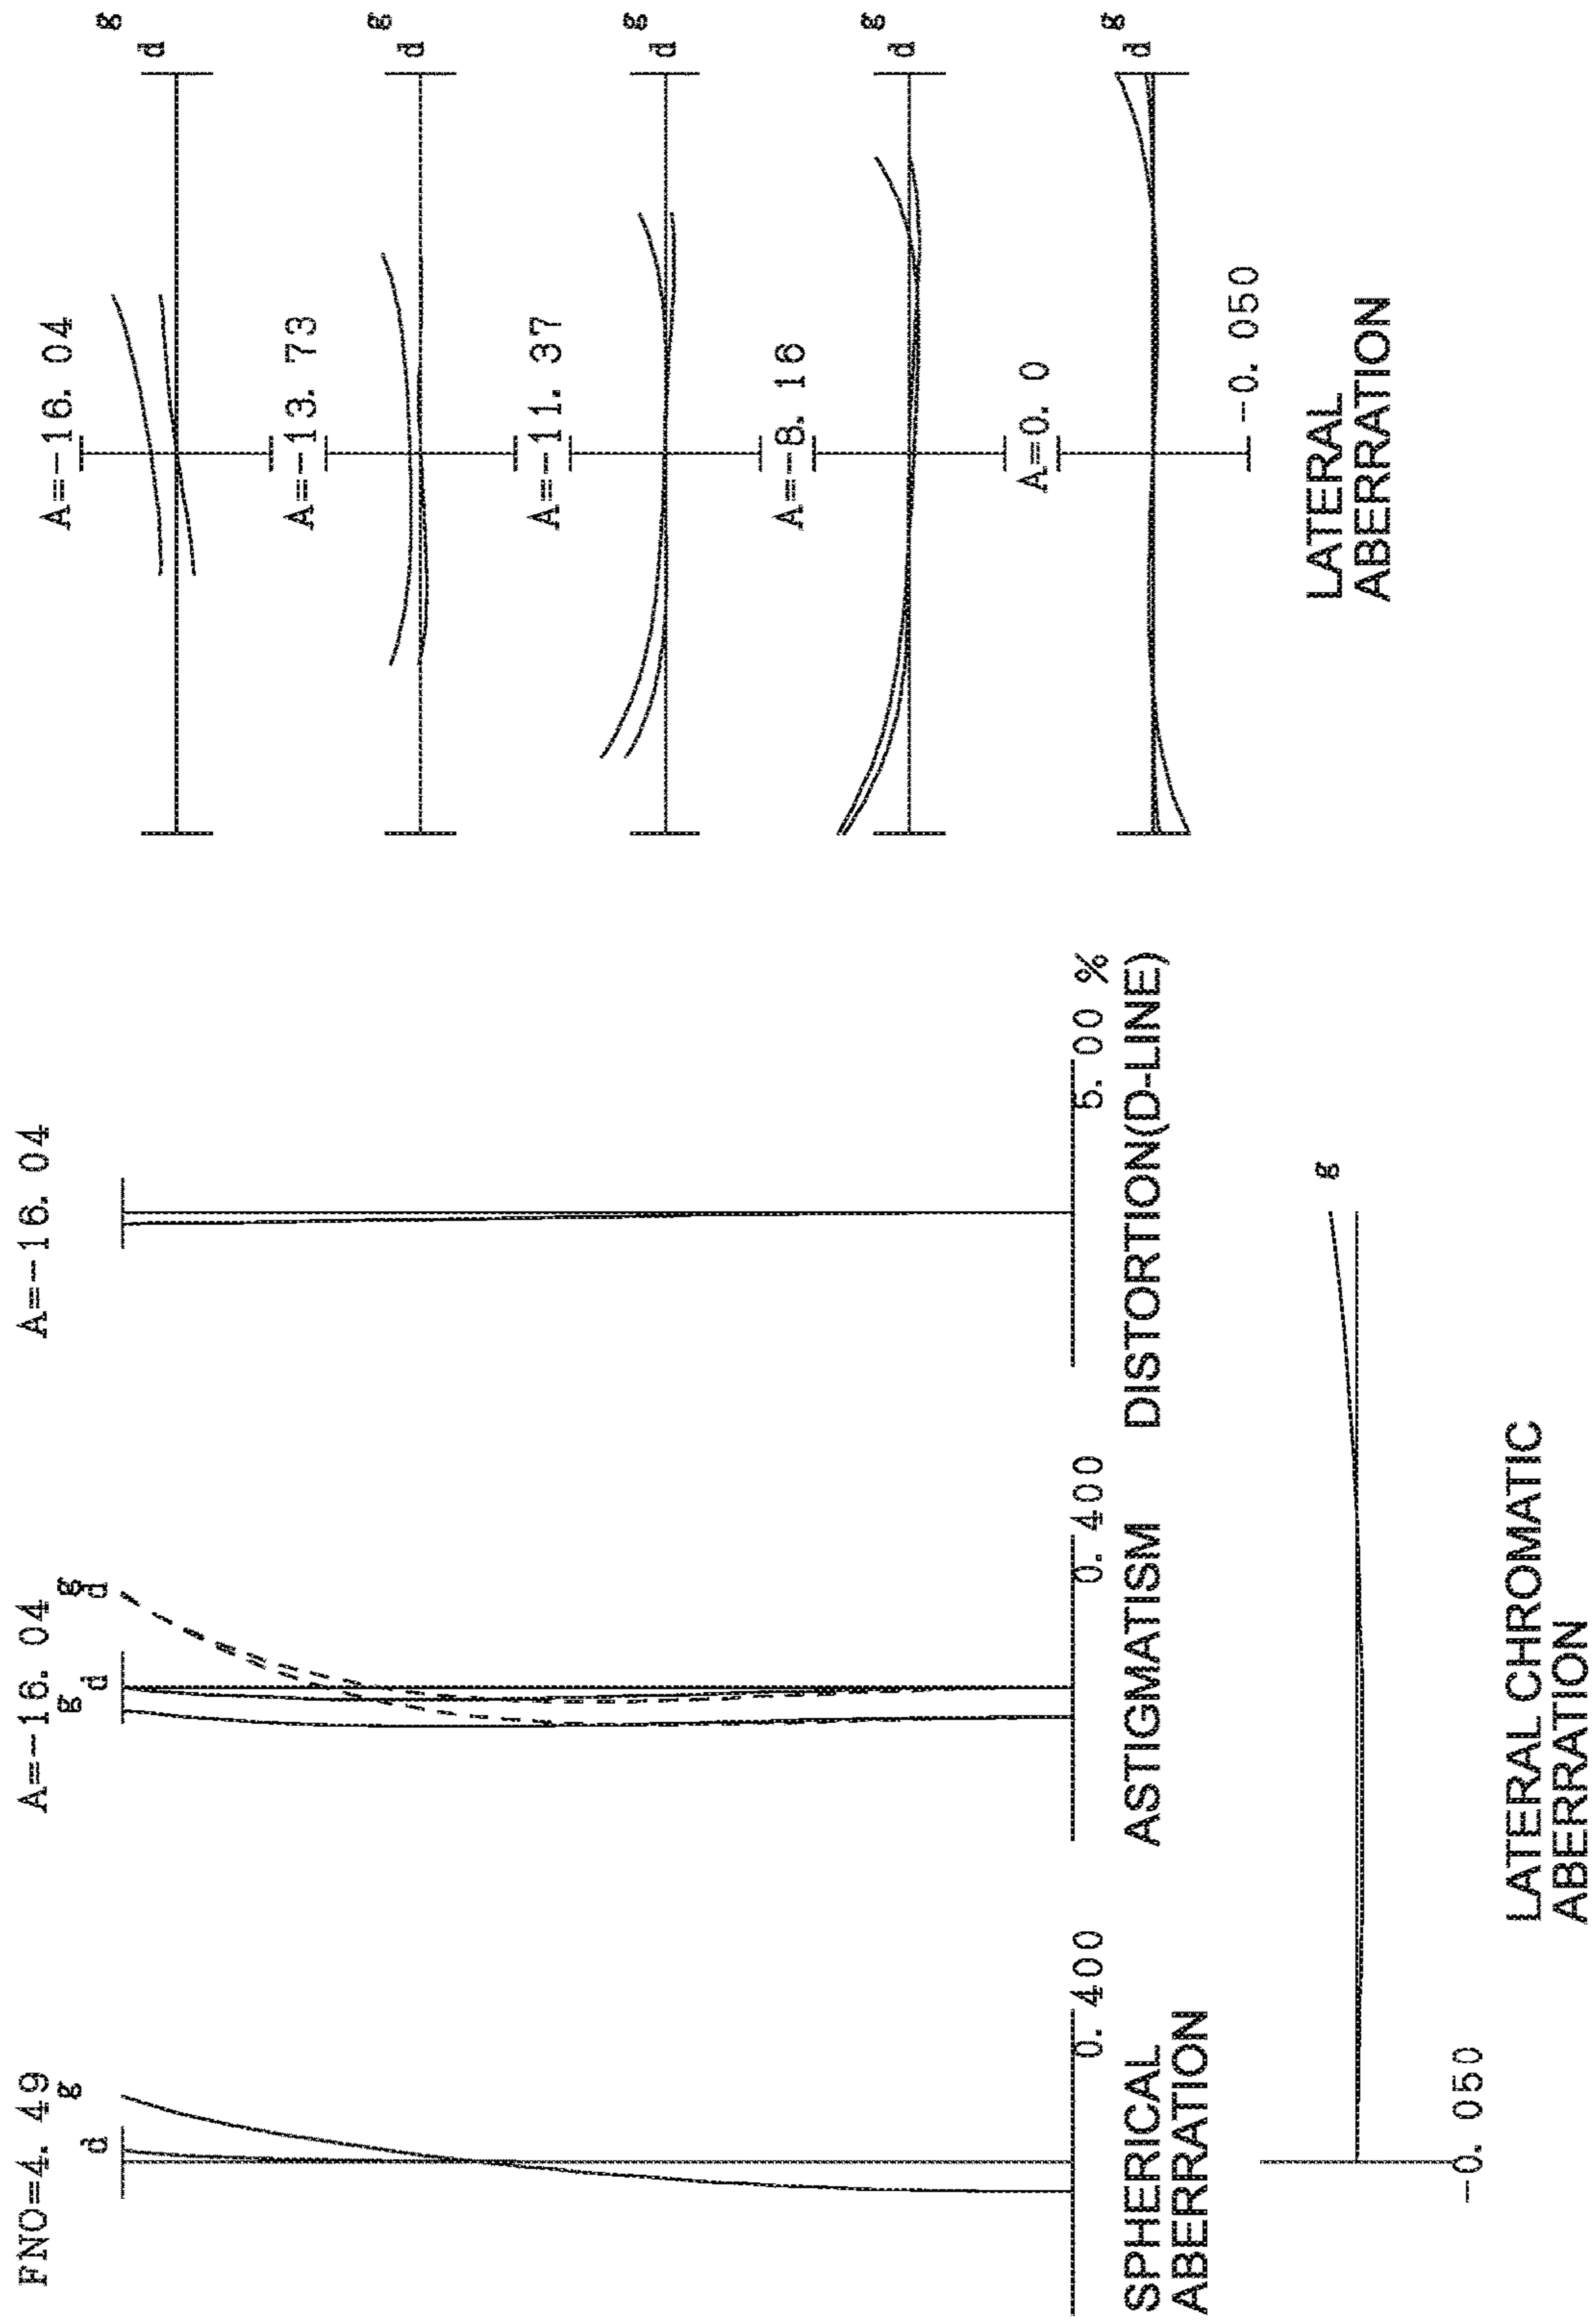 FNO=4. 49
d
g
0. 400
SPHERICAL
ABERRATION
A=-16. 04
g
d
g
d
0. 400
ASTIGMATISM
A=-16. 04
5. 00 %
DISTORTION(D-LINE)
g
-0. 050
LATERAL CHROMATIC
ABERRATION
A=-16. 04
g
d
A=-13. 73
g
d
A=-11. 37
g
d
A=-8. 16
g
d
A=0. 0
g
d
-0. 050
LATERAL
ABERRATION